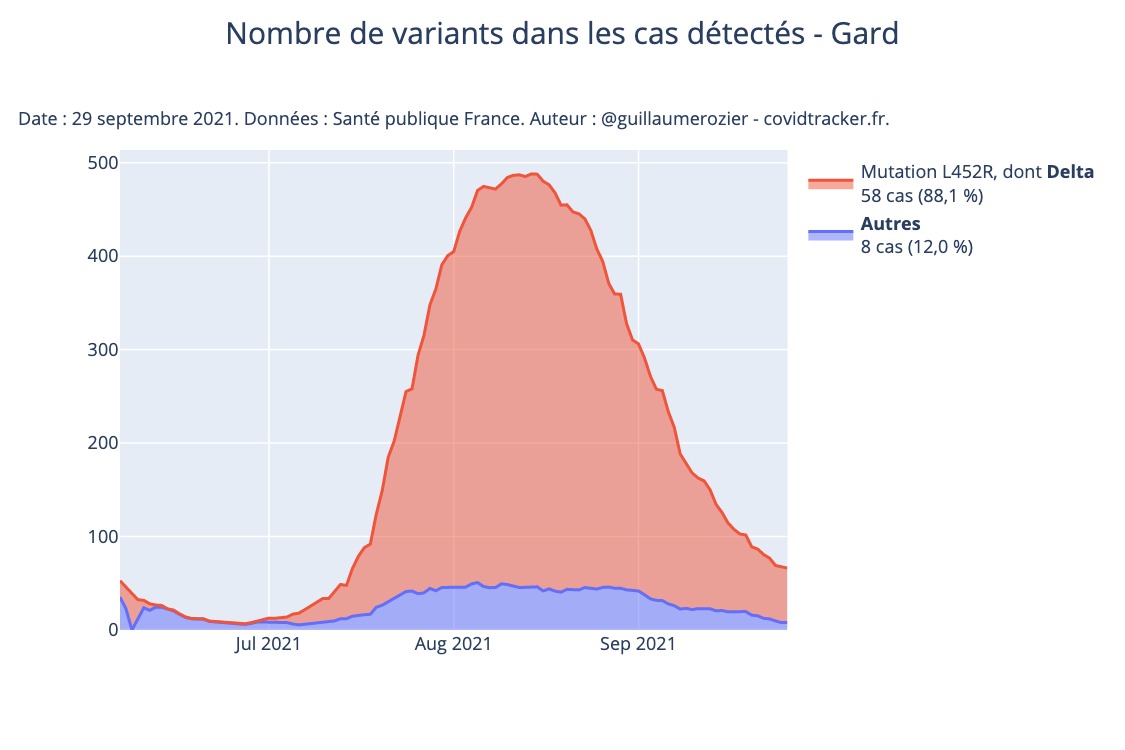 Nombre de variants dans les cas détectés - Gard
Date : 29 septembre 2021. Données : Santé publique France. Auteur : @guillaumerozier - covidtracker.fr.
500
400
300
200
100
0
Jul 2021
Aug 2021
Sep 2021
Mutation L452R, dont Delta
58 cas (88,1 %)
Autres
8 cas (12,0 %)